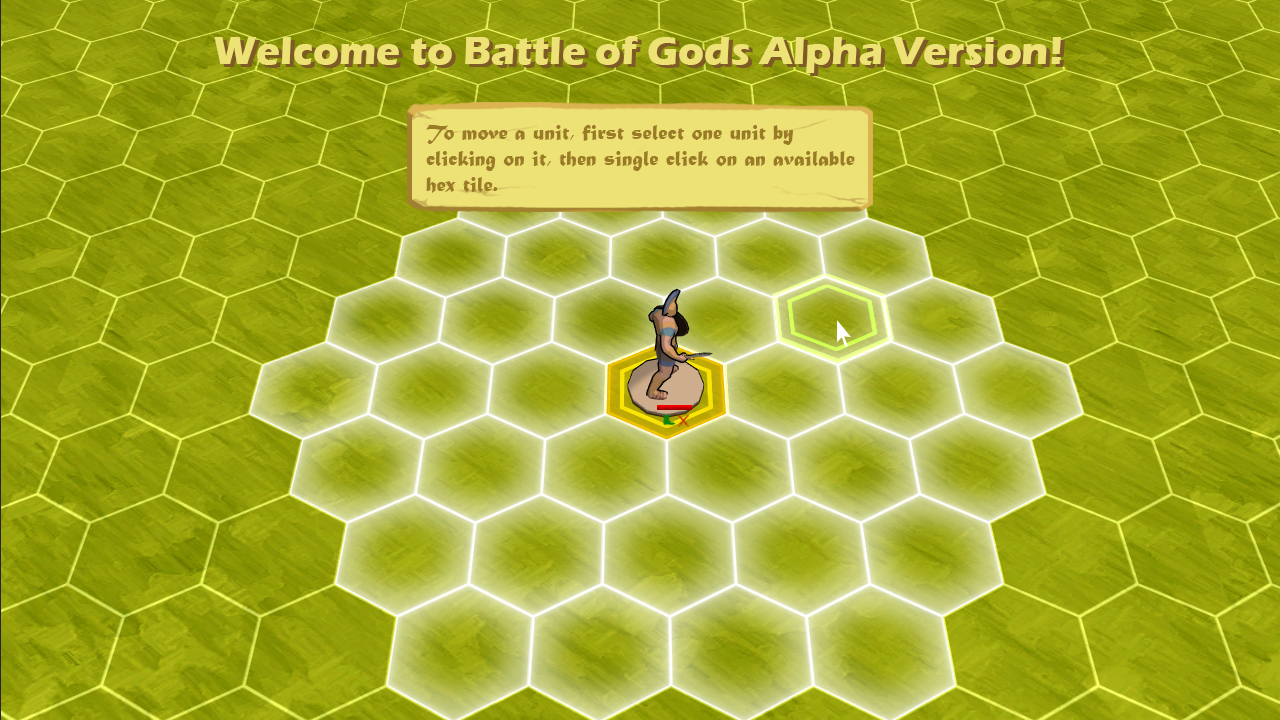 Welcome to Battle of Gods Alpha Version!
To move a unit, first select one unit by
clicking on it, then single click on an available
hex tile.